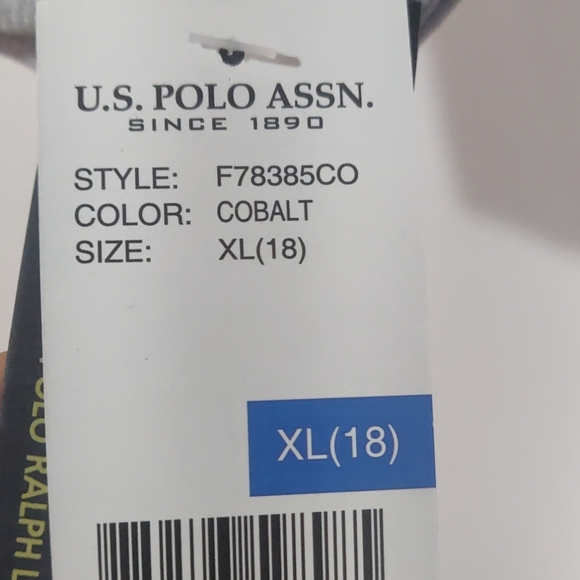 U.S. POLO ASSN.
SINCE 1890
STYLE: F78385CO
COLOR: COBALT
SIZE: XL(18)
XL(18)
POLO RALPH L